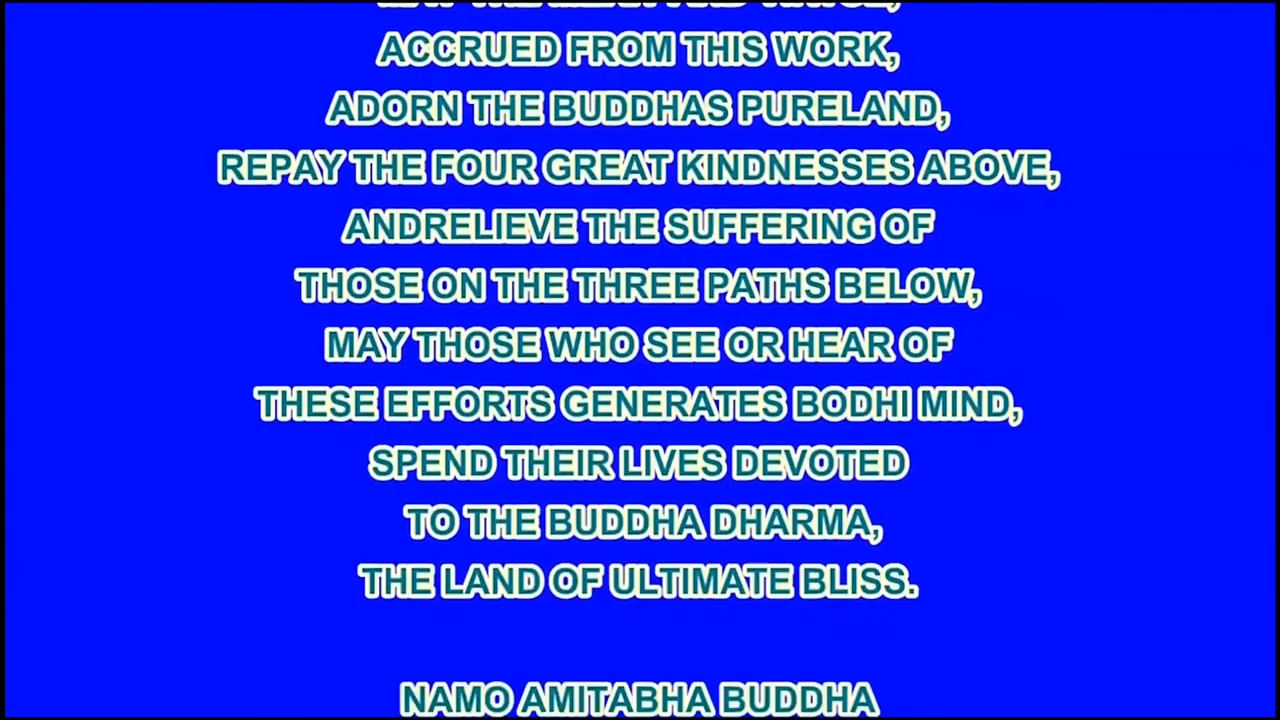 ACCRUED FROM THIS WORK,
ADORN THE BUDDHAS PURELAND,
REPAY THE FOUR GREAT KINDNESSES ABOVE,
ANDRELIEVE THE SUFFERING OF
THOSE ON THE THREE PATHS BELOW,
MAY THOSE WHO SEE OR HEAR OF
THESE EFFORTS GENERATES BODHI MIND,
SPEND THEIR LIVES DEVOTED
TO THE BUDDHA DHARMA,
THE LAND OF ULTIMATE BLISS.
NAMO AMITABHA BUDDHA